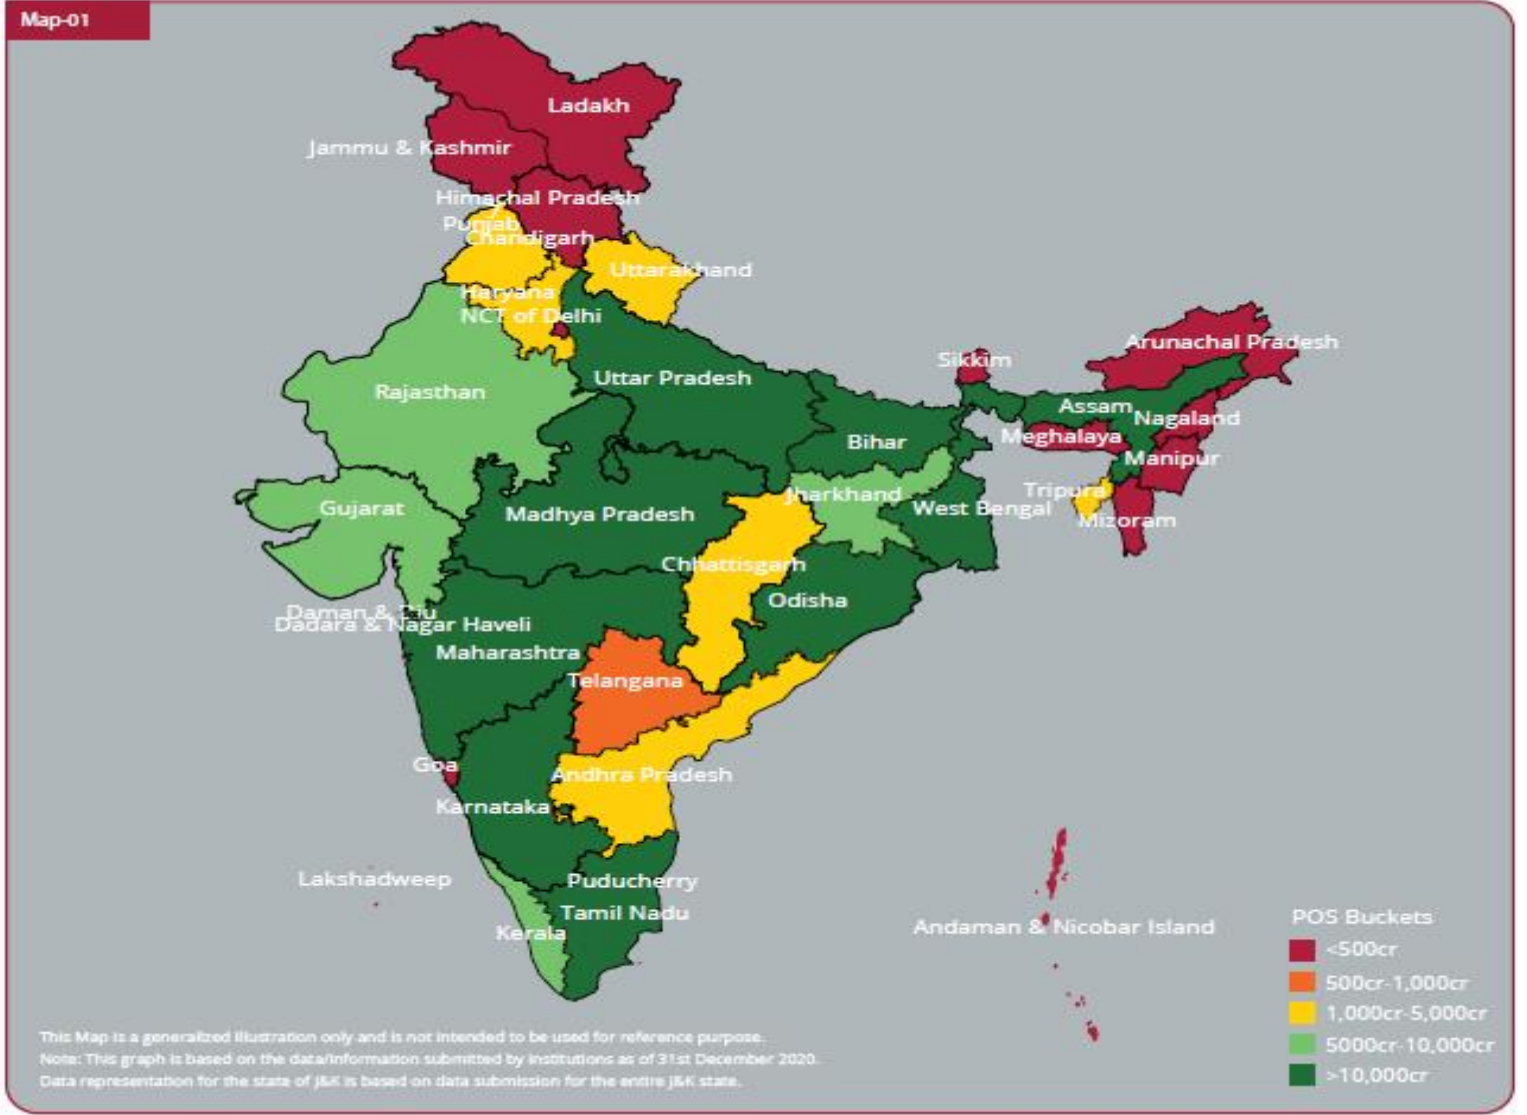 Map-01
Ladakh
Jammu & Kashmir
Himachal Pradesh
Punjab
Chandigarh
Uttarakhand
Haryana
NCT of Delhi
Arunachal Pradesh
Sikkim
Uttar Pradesh
Rajasthan
Assam
Nagaland
Meghalaya
Bihar
Manipur
Tripura
Jharkhand
Gujarat
Madhya Pradesh
West Bengal
Mizoram
Chhattisgarh
Odisha
Daman & Diu
Dadara & Nagar Haveli
Maharashtra
Telangana
Goa
Andhra Pradesh
Karnataka
Lakshadweep
Puducherry
Tamil Nadu
Kerala
Andaman & Nicobar Island
POS Buckets
<500cr
500cr-1,000cr
1,000cr-5,000cr
5000cr-10,000cr
>10,000cr
This Map is a generalized illustration only and is not intended to be used for reference purpose.
Note: This graph is based on the data/information submitted by institutions as of 31st December 2020.
Data representation for the state of J&K is based on data submission for the entire J&K state.